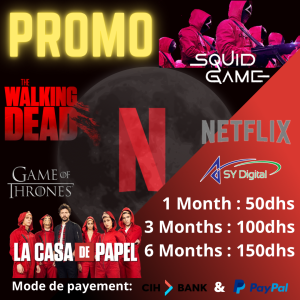 PROMO
SQUID
GAME
THE
WALKING
DEAD
N
NETFLIX
GAME OF
THRONES
ASY Digital
1 Month : 50dhs
3 Months : 100dhs
6 Months : 150dhs
LA CASA DE PAPEL
Mode de payement: CIH BANK & PayPal